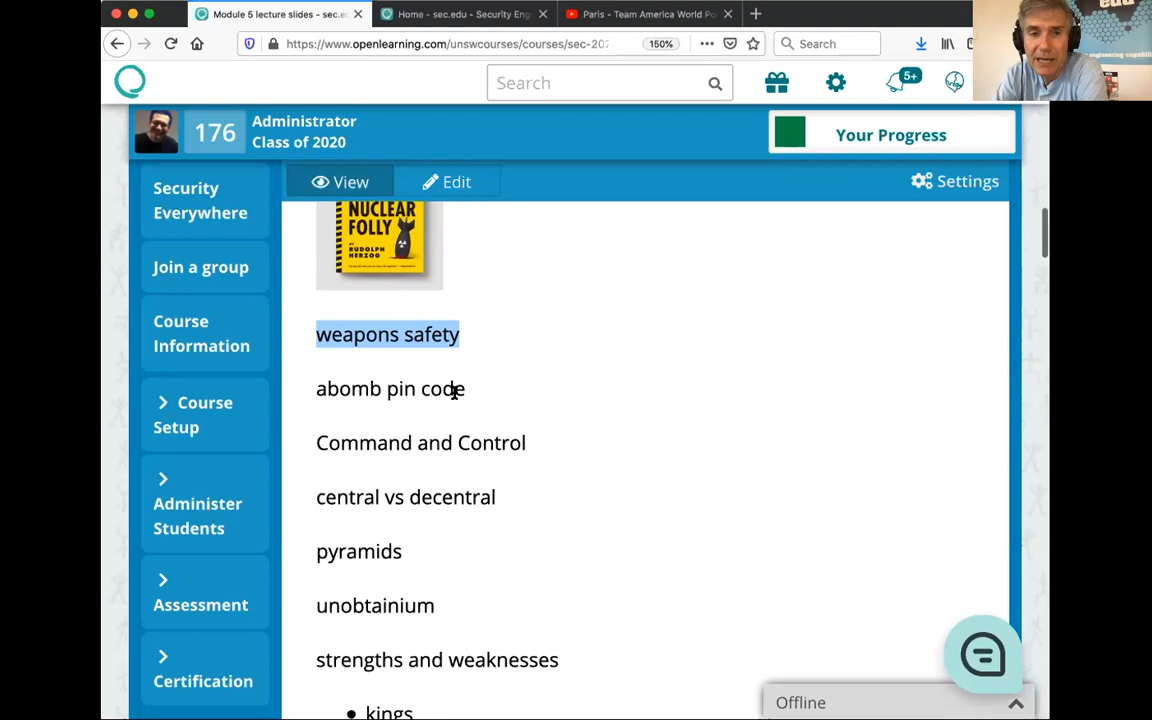 Module 5 lecture slides - sec.e
Home - sec.edu - Security Eng
Paris - Team America World Po
https://www.openlearning.com/unswcourses/courses/sec-20
150%
Search
Search
5+
176
Administrator
Class of 2020
Your Progress
View
Edit
Settings
Security
Everywhere
Join a group
Course
Information
Course
Setup
Administer
Students
Assessment
Certification
NUCLEAR
FOLLY
BY
RUDOLPH
HERZOG
weapons safety
abomb pin code
Command and Control
central vs decentral
pyramids
unobtainium
strengths and weaknesses
• kings
Offline